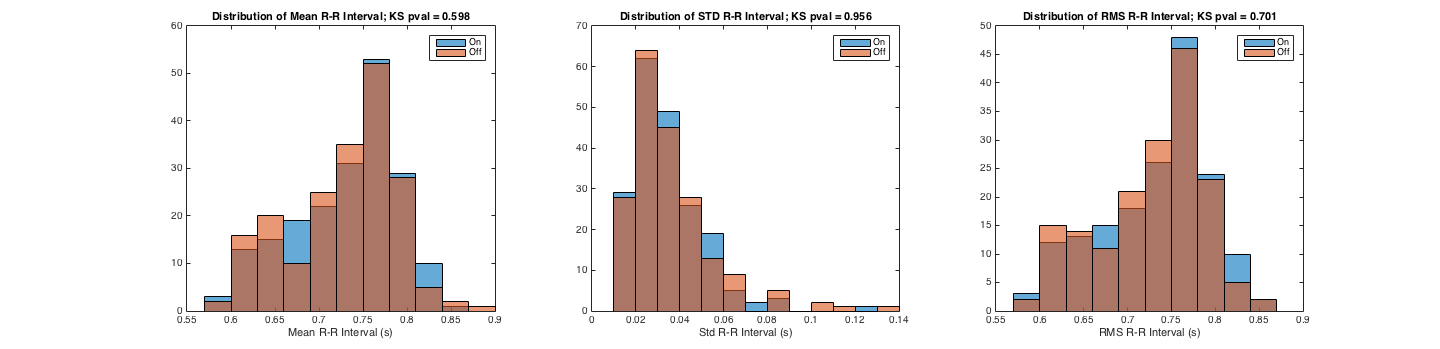 Distribution of Mean R-R Interval; KS pval = 0.598
60
50
40
30
20
10
0
0.55 0.6 0.65 0.7 0.75 0.8 0.85 0.9
Mean R-R Interval (s)
On
Off
Distribution of STD R-R Interval; KS pval = 0.956
70
60
50
40
30
20
10
0
0 0.02 0.04 0.06 0.08 0.1 0.12 0.14
Std R-R Interval (s)
On
Off
Distribution of RMS R-R Interval; KS pval = 0.701
50
45
40
35
30
25
20
15
10
5
0
0.55 0.6 0.65 0.7 0.75 0.8 0.85 0.9
RMS R-R Interval (s)
On
Off